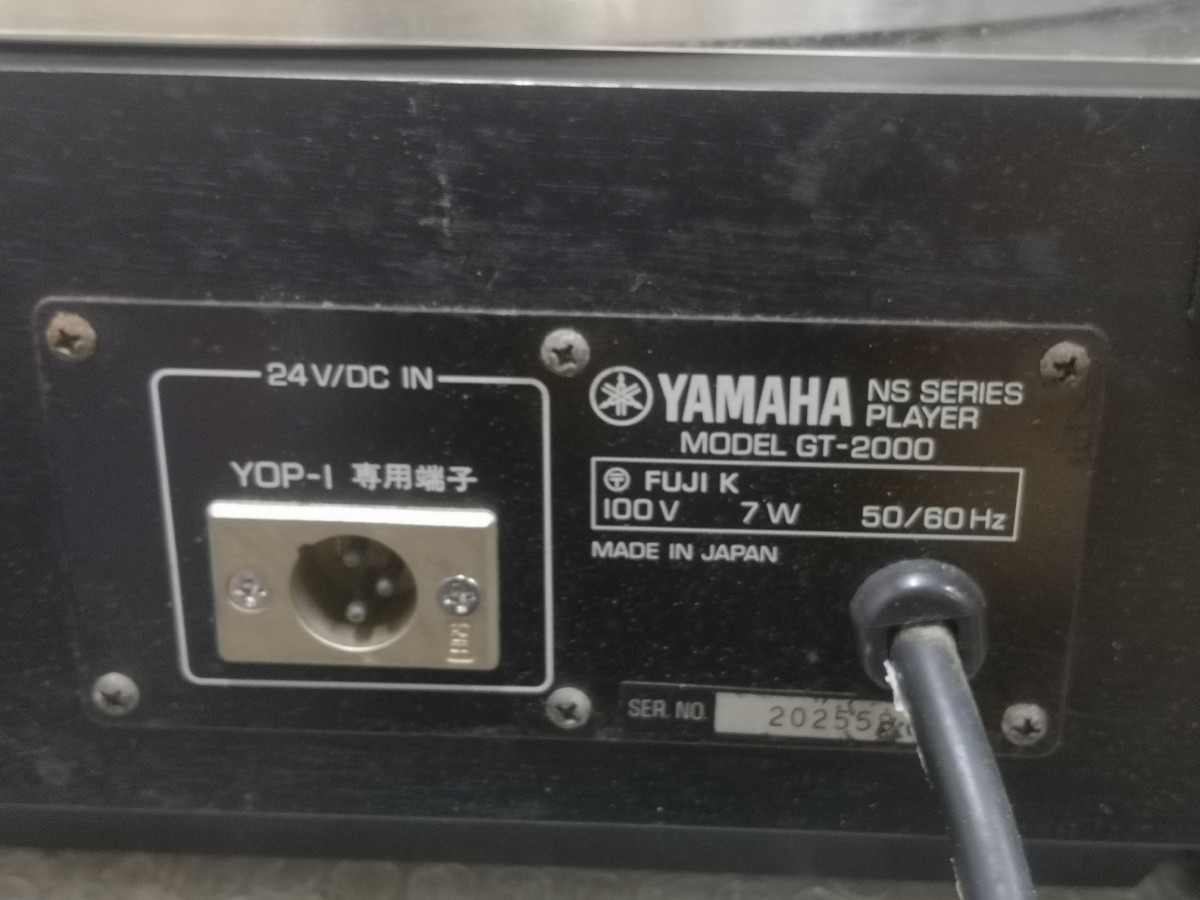 24V/DC IN
YOP-1 専用端子
YAMAHA NS SERIES PLAYER
MODEL GT-2000
FUJI K
100V 7W 50/60Hz
MADE IN JAPAN
SER. NO.